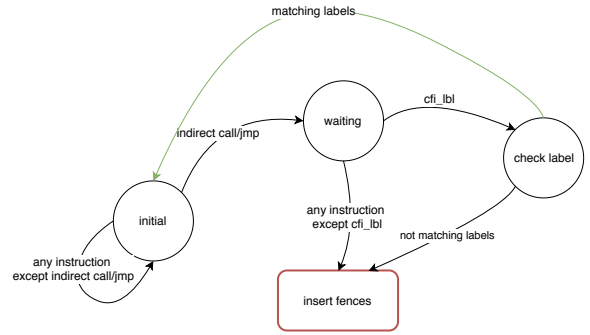 matching labels
cfi_lbl
indirect call/jmp
waiting
check label
any instruction
except cfi_lbl
initial
not matching labels
any instruction
except indirect call/jmp
insert fences